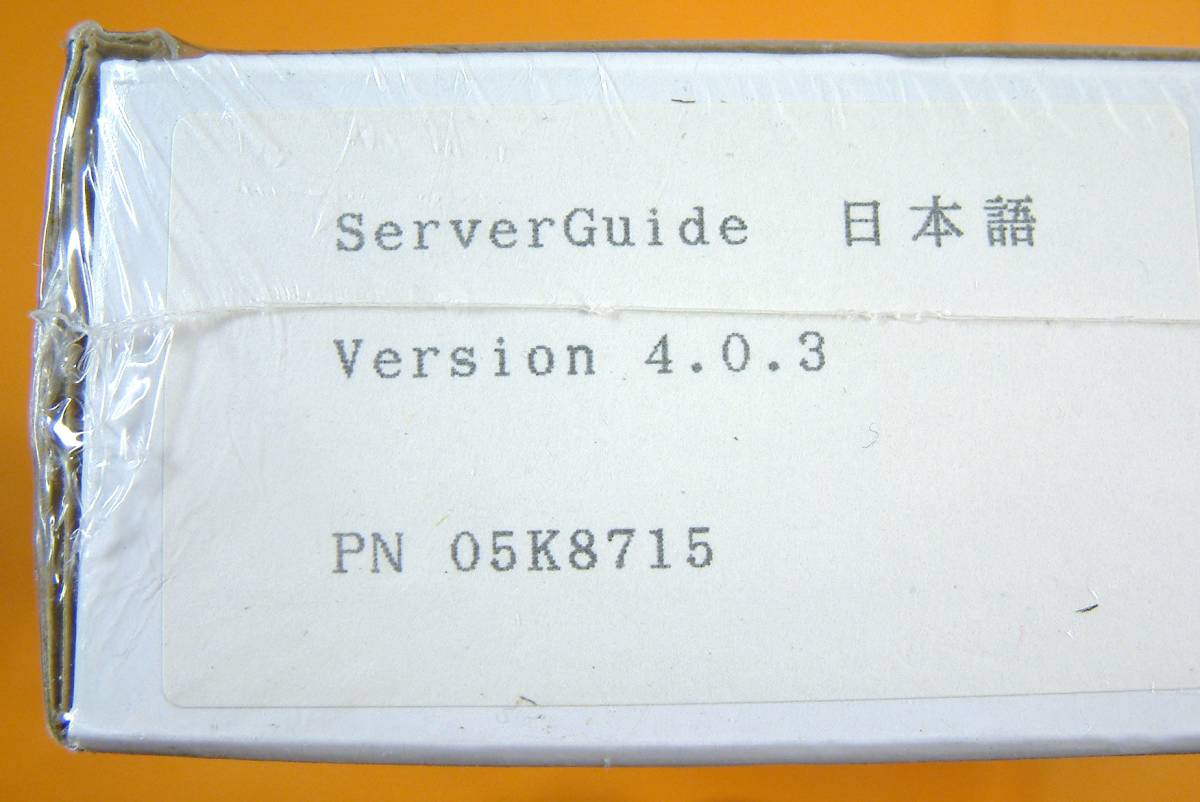 ServerGuide 日本語
Version 4.0.3
PN 05K8715